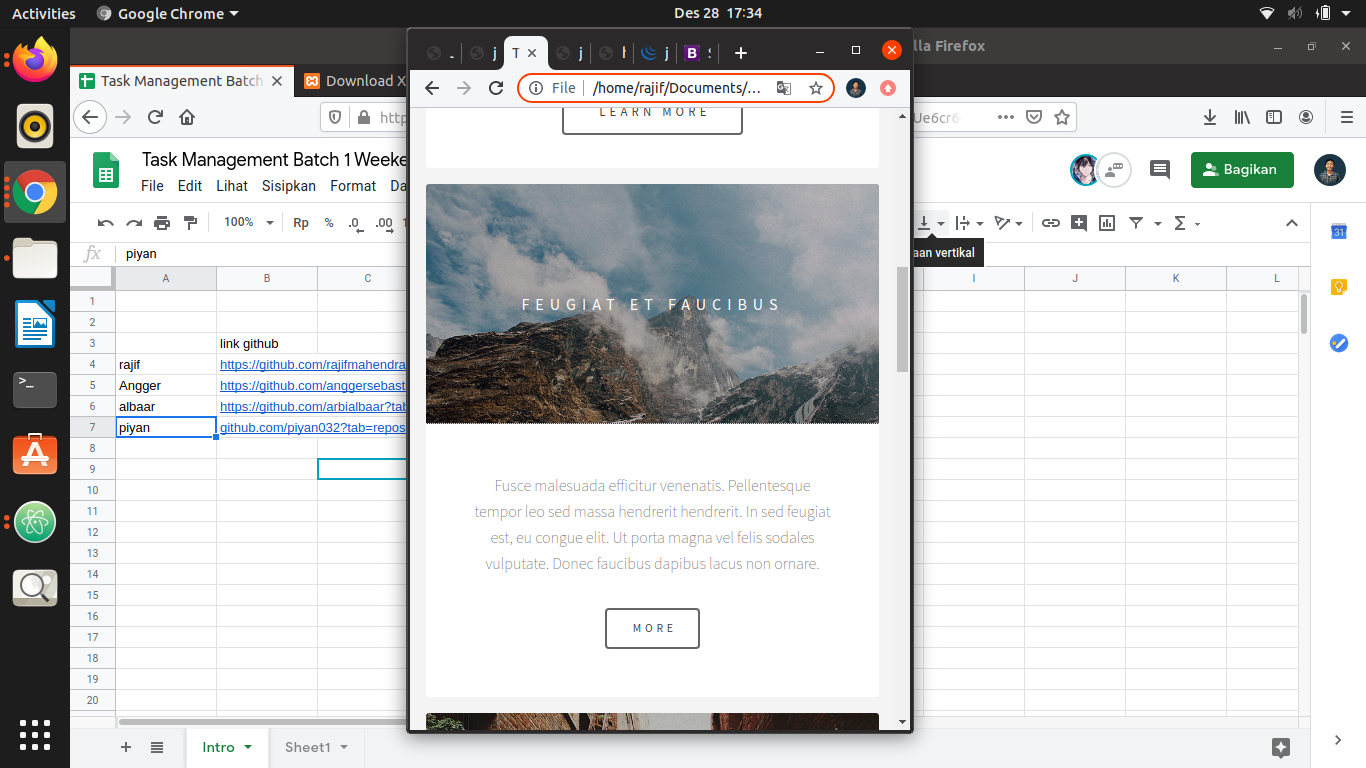 Activities
Google Chrome
Des 28 17:34
lla Firefox
Task Management Batch
Download X
File
/home/rajif/Documents/…
http
Ue6cr6
LEARN MORE
Task Management Batch 1 Weeke
File Edit Lihat Sisipkan Format Da
Bagikan
100% Rp % .0 .00 1
aan vertikal
fx piyan
A B C I J K L
1
2
3 link github
4 rajif https://github.com/rajifmahendra
5 Angger https://github.com/anggersebast
6 albaar https://github.com/arbialbaar?tab
7 piyan github.com/piyan032?tab=repos
8
9
10
11
12
13
14
15
16
17
18
19
20
FEUGIAT ET FAUCIBUS
Fusce malesuada efficitur venenatis. Pellentesque
tempor leo sed massa hendrerit hendrerit. In sed feugiat
est, eu congue elit. Ut porta magna vel felis sodales
vulputate. Donec faucibus dapibus lacus non ornare.
MORE
Intro
Sheet1